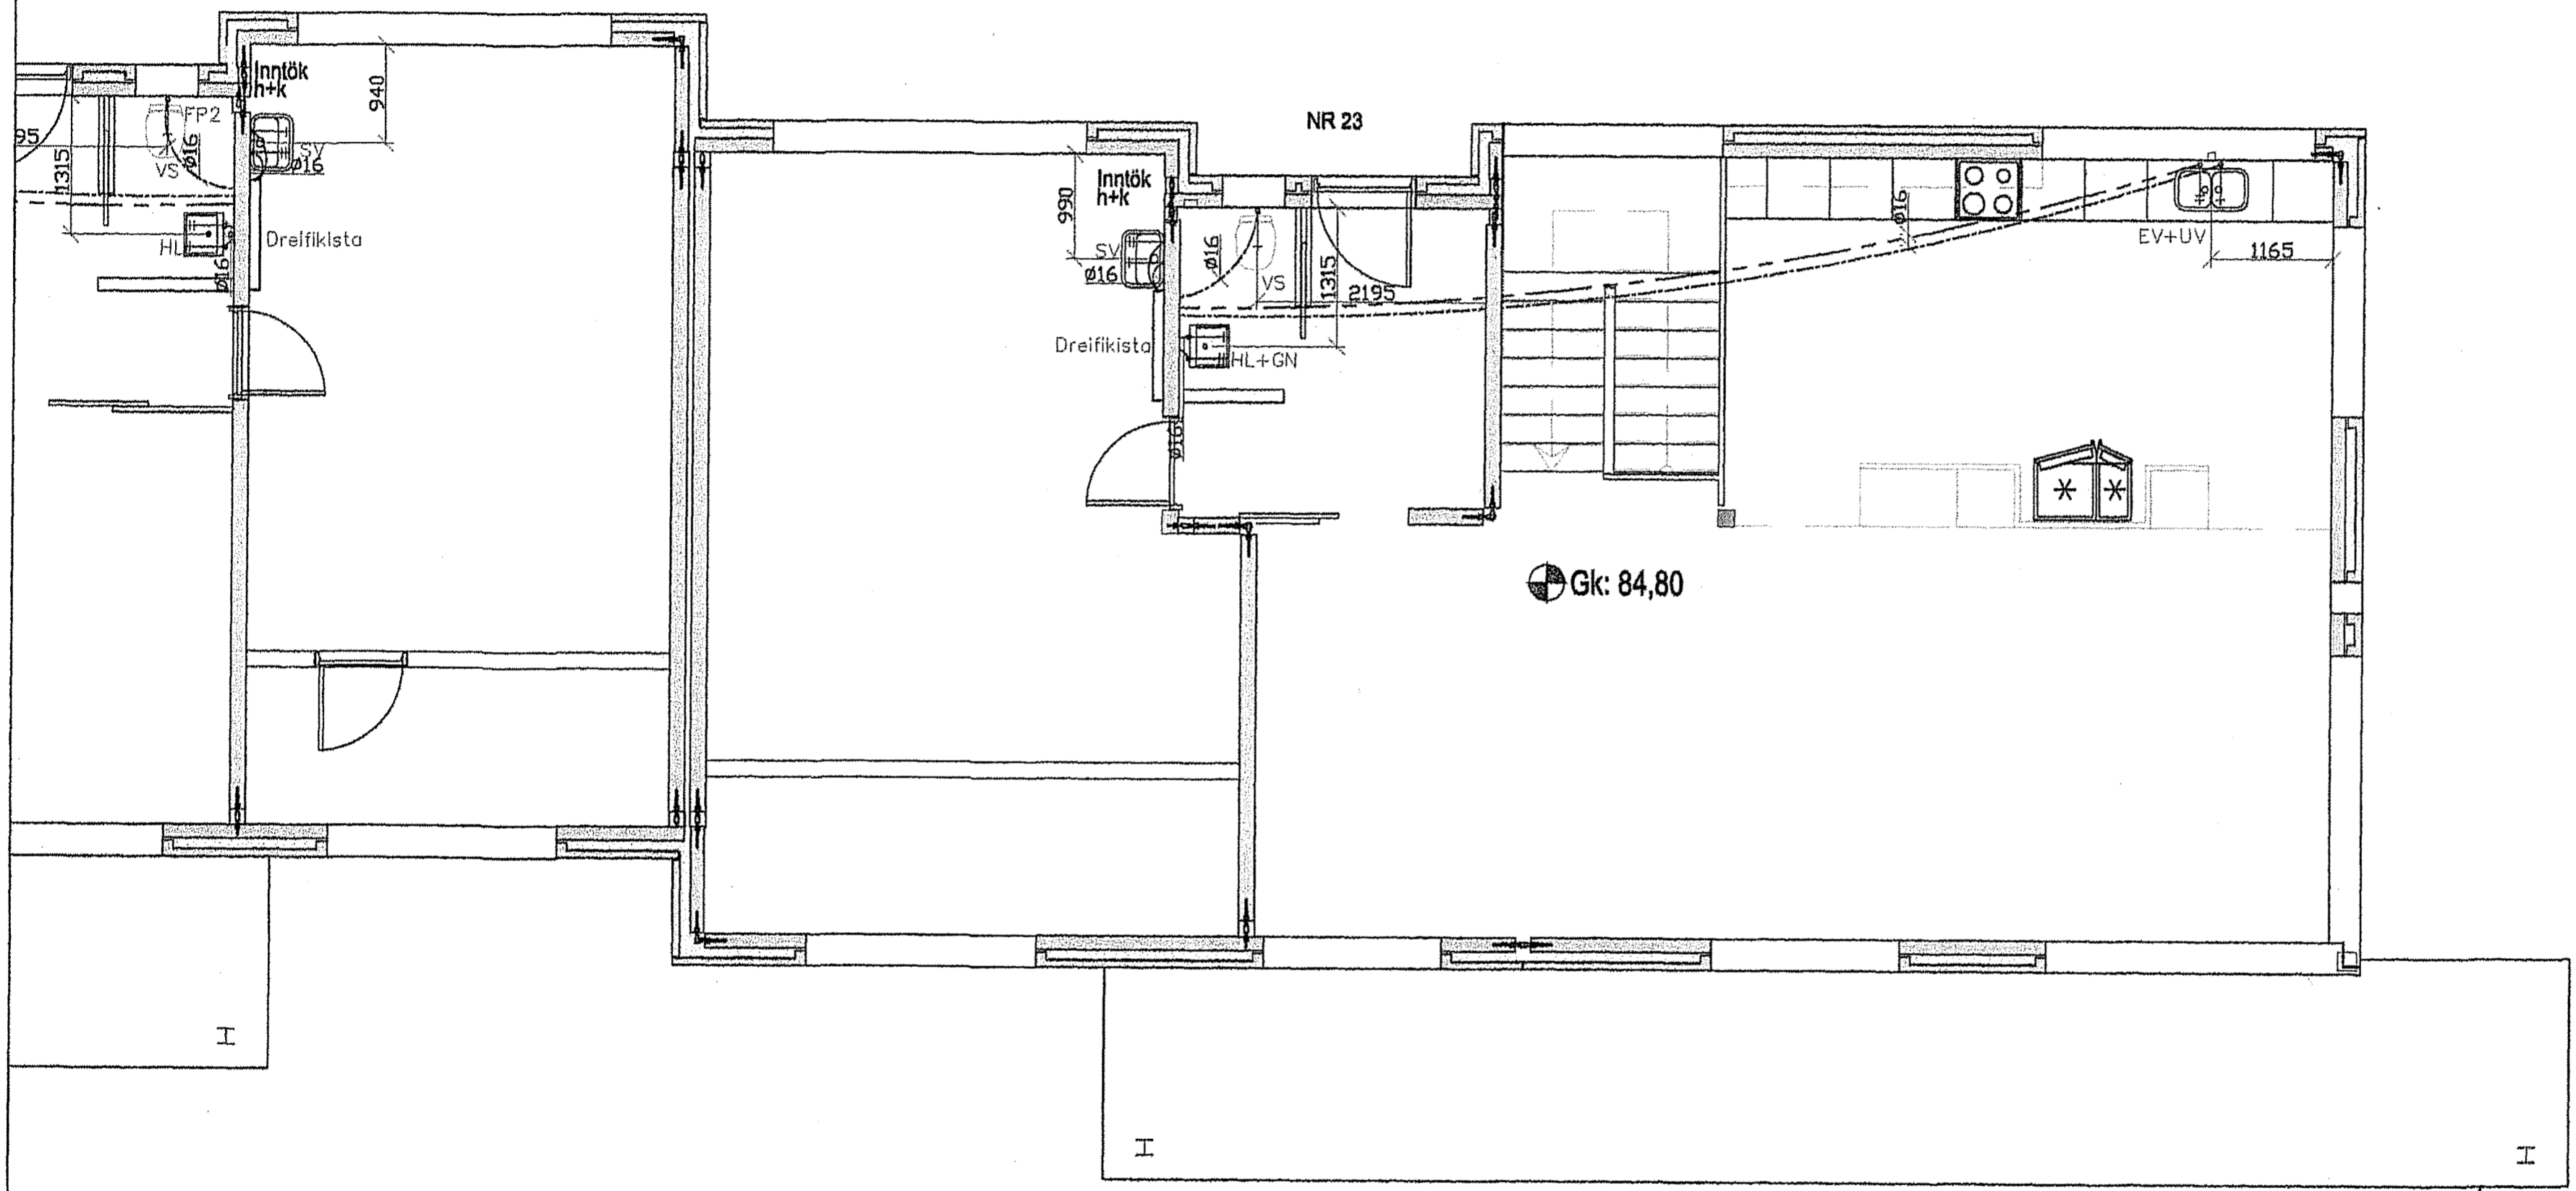 NR 23
Inntök
h+k
940
FP2
95
1315
Ø16
VS
SV
Ø16
HL
Ø16
Dreifikista
Inntök
h+k
990
SV
Ø16
Ø16
VS
1315
2195
Dreifikista
HL+GN
Ø16
Ø16
EV+UV
1165
Gk: 84,80